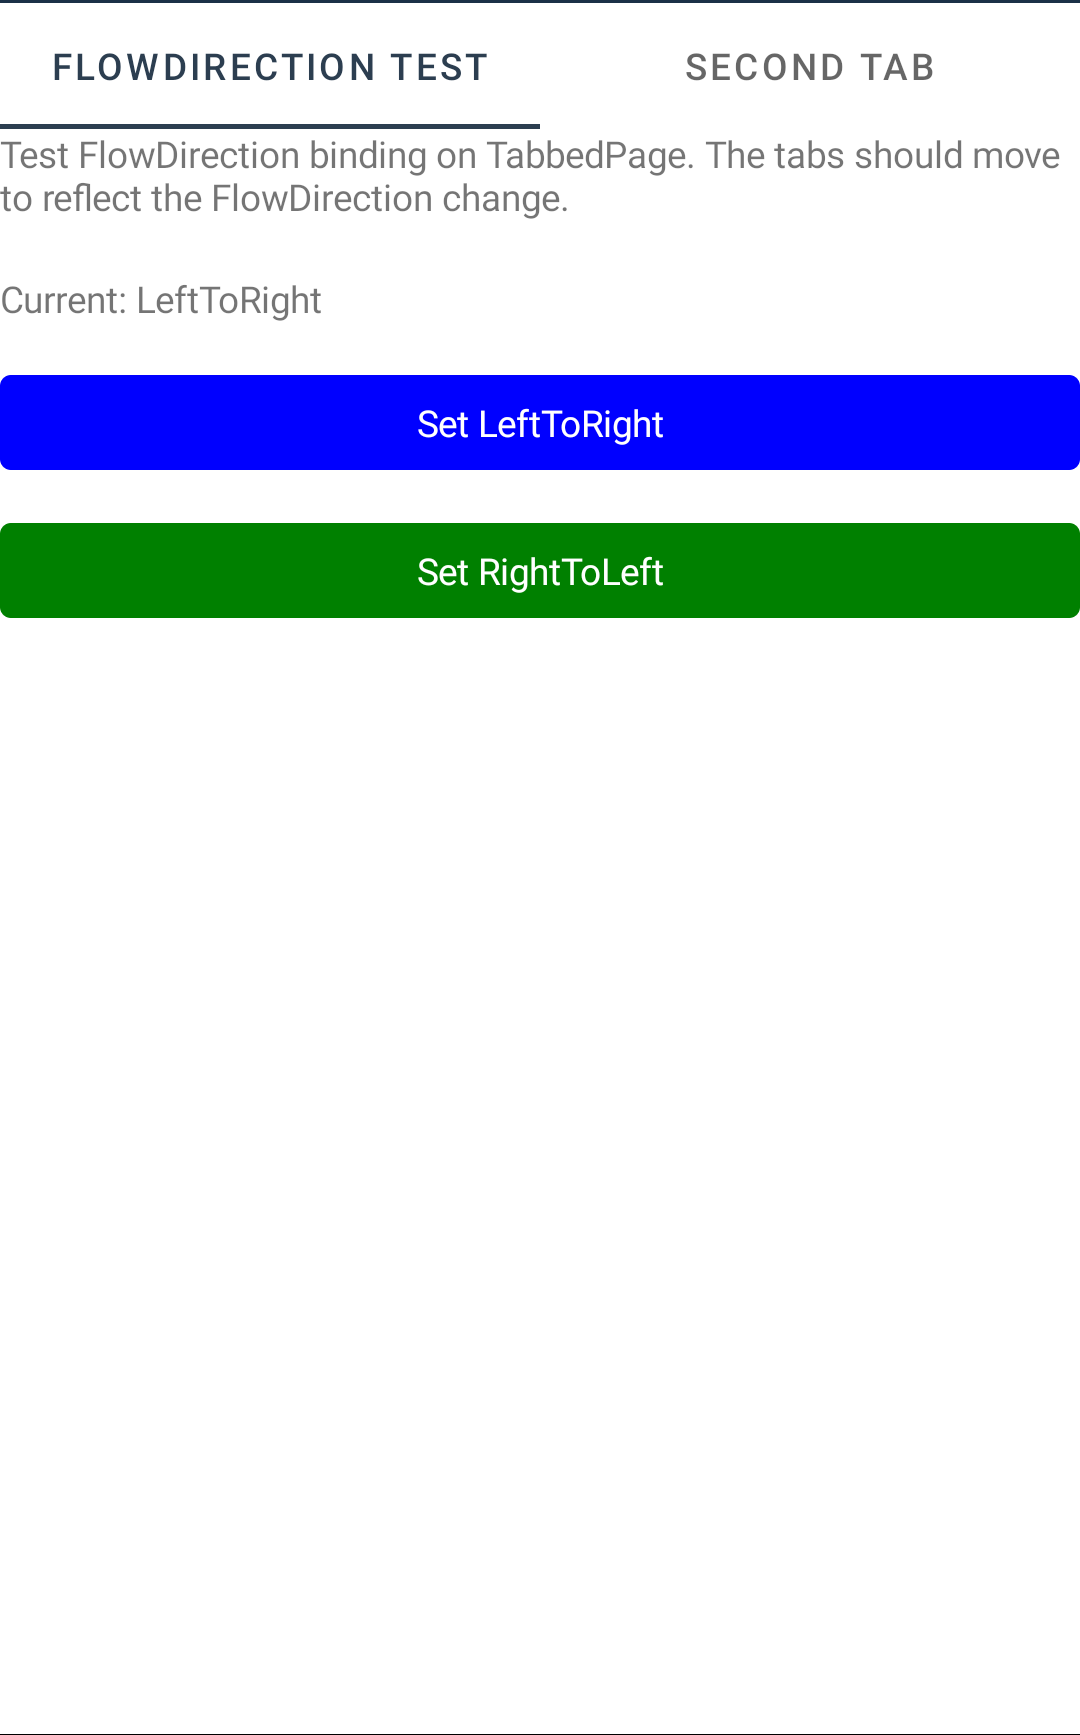 FLOWDIRECTION TEST
SECOND TAB
Test FlowDirection binding on TabbedPage. The tabs should move
to reflect the FlowDirection change.
Current: LeftToRight
Set LeftToRight
Set RightToLeft